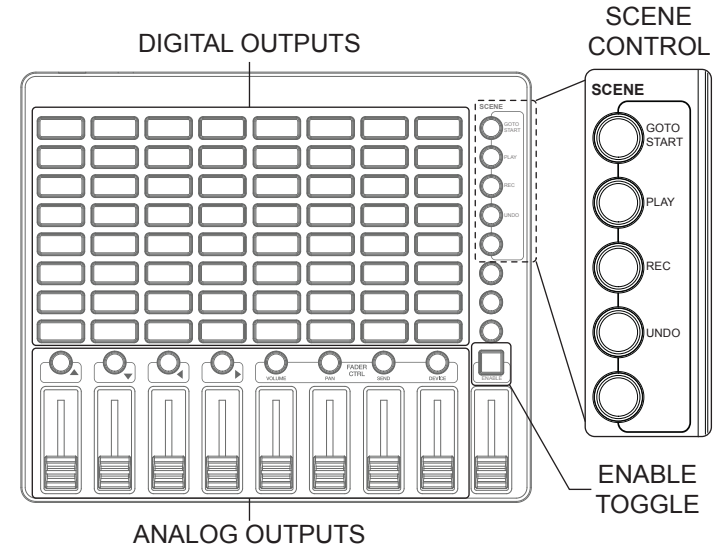 SCENE
CONTROL
DIGITAL OUTPUTS
SCENE
GOTO
START
PLAY
REC
UNDO
SCENE
GOTO
START
PLAY
REC
UNDO
VOLUME
PAN
FADER
CTRL
SEND
DEVICE
ENABLE
ENABLE
TOGGLE
ANALOG OUTPUTS